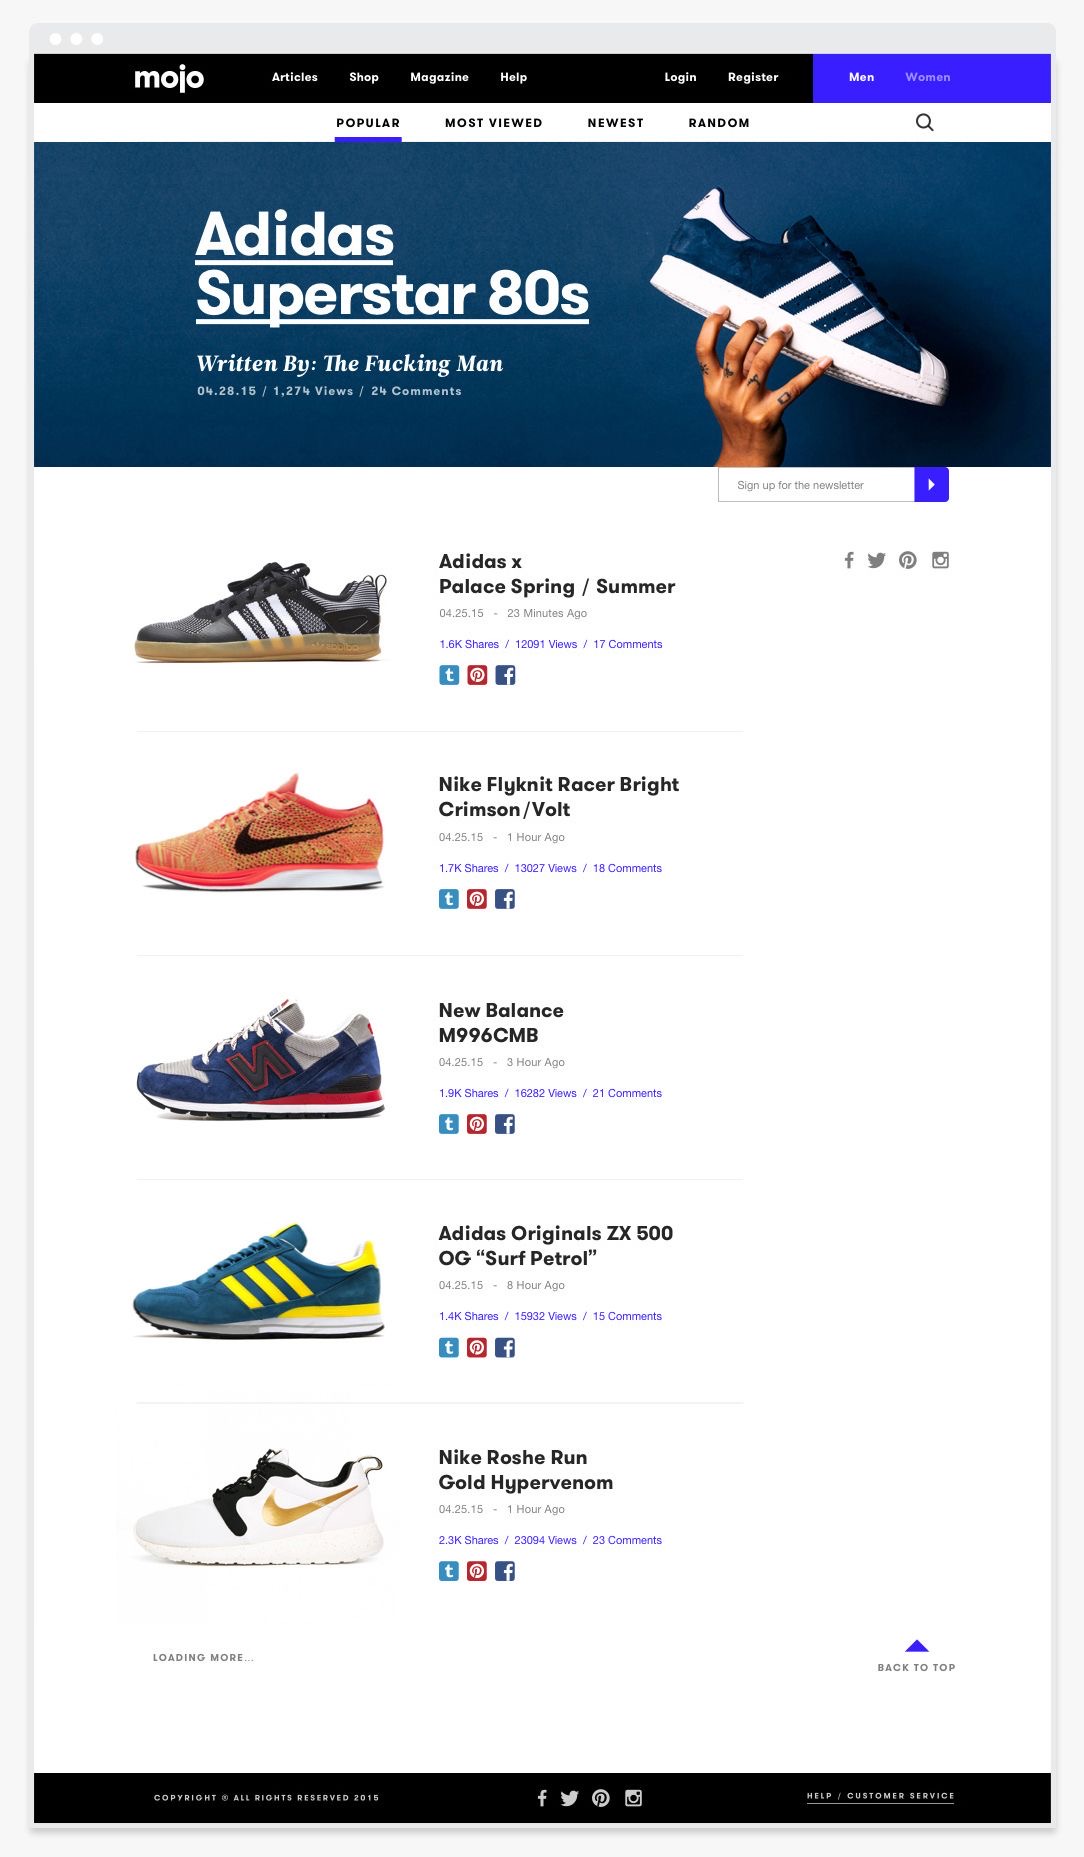 mojo
Articles Shop Magazine Help Login Register Men Women
POPULAR MOST VIEWED NEWEST RANDOM
Adidas
Superstar 80s
Written By: The Fucking Man
04.28.15 / 1,274 Views / 24 Comments
Sign up for the newsletter
Adidas x
Palace Spring / Summer
04.25.15 - 23 Minutes Ago
1.6K Shares / 12091 Views / 17 Comments
Nike Flyknit Racer Bright
Crimson/Volt
04.25.15 - 1 Hour Ago
1.7K Shares / 13027 Views / 18 Comments
New Balance
M996CMB
04.25.15 - 3 Hour Ago
1.9K Shares / 16282 Views / 21 Comments
Adidas Originals ZX 500
OG “Surf Petrol”
04.25.15 - 8 Hour Ago
1.4K Shares / 15932 Views / 15 Comments
Nike Roshe Run
Gold Hypervenom
04.25.15 - 1 Hour Ago
2.3K Shares / 23094 Views / 23 Comments
LOADING MORE...
BACK TO TOP
COPYRIGHT © ALL RIGHTS RESERVED 2015
HELP / CUSTOMER SERVICE